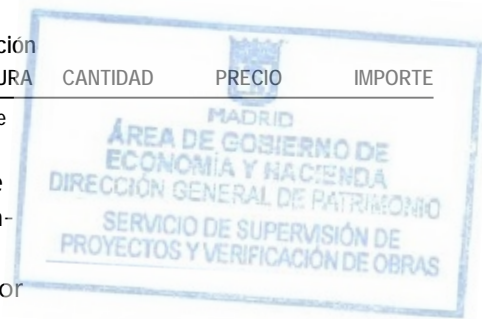 ción
URA CANTIDAD PRECIO IMPORTE
e
MADRID
ÁREA DE GOBIERNO DE
ECONOMÍA Y HACIENDA
e
DIRECCIÓN GENERAL DE PATRIMONIO
n-
SERVICIO DE SUPERVISIÓN DE
PROYECTOS Y VERIFICACIÓN DE OBRAS
or